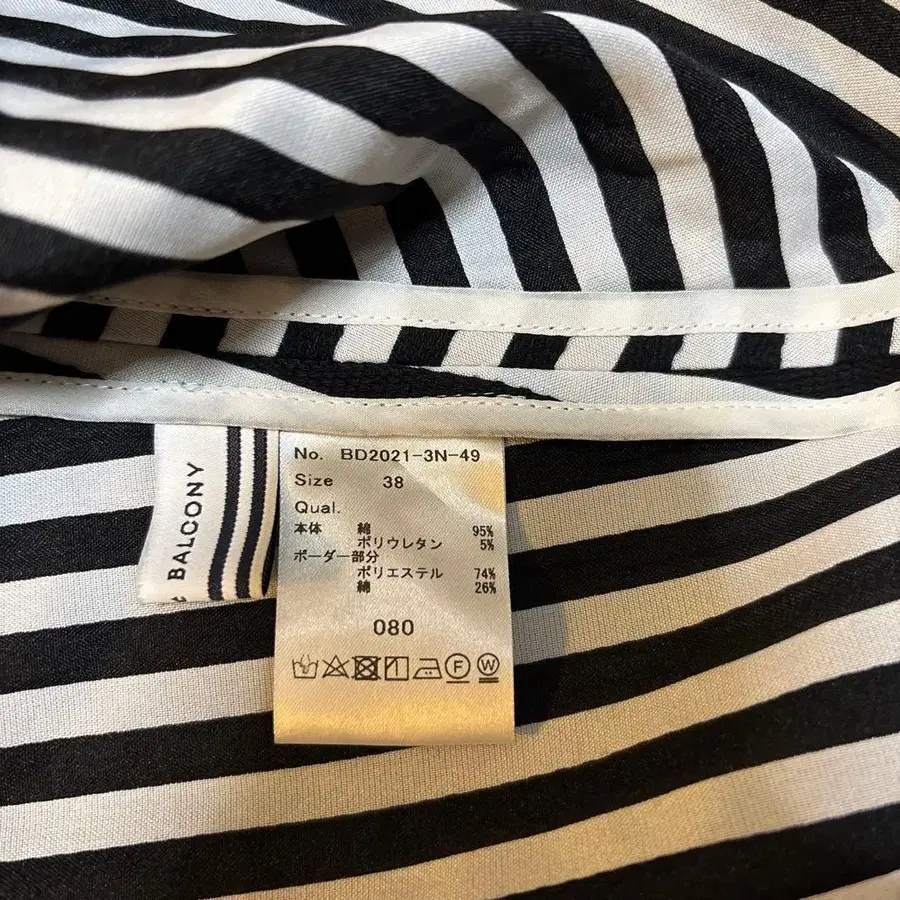 BALCONY
No. BD2021-3N-49
Size 38
Qual.
本体 綿 95%
ポリウレタン 5%
ボーダー部分
ポリエステル 74%
綿 26%
080
F W